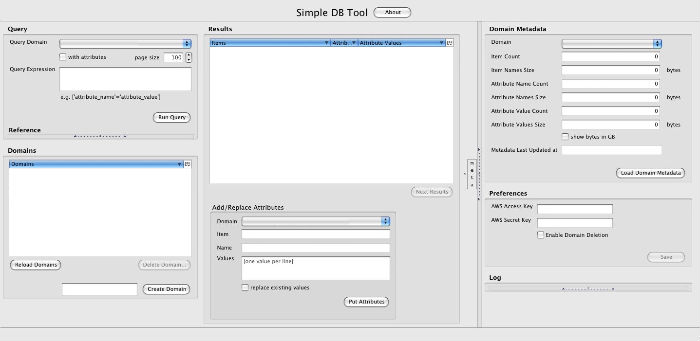 Simple DB Tool About
Query
Query Domain
with attributes page size 100
Query Expression
e.g. ['attribute_name'='attibute_value']
Run Query
Reference
Domains
Domains
Reload Domains Delete Domain...
Create Domain
Results
Items Attrib. Attribute Values
Next Results
Add/Replace Attributes
Domain
Item
Name
Values [one value per line]
replace existing values
Put Attributes
m
e
t
a
Domain Metadata
Domain
Item Count 0
Item Names Size 0 bytes
Attribute Name Count 0
Attribute Names Size 0 bytes
Attribute Value Count 0
Attribute Values Size 0 bytes
show bytes in GB
Metadata Last Updated at
Load Domain Metadata
Preferences
AWS Access Key
AWS Secret Key
Enable Domain Deletion
Save
Log